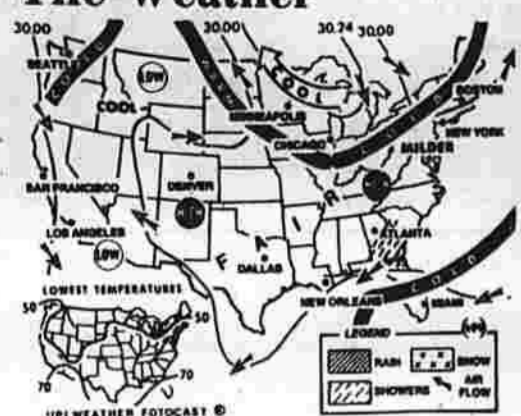 The Weather
30.00 30.00 30.24 30.00
SEATTLE
COLD
LOW
COOL
COOL
BOSTON
MINNEAPOLIS
NEW YORK
CHICAGO
MILDER
SAN FRANCISCO
DENVER
LOS ANGELES
LOW
FAIR
ATLANTA
DALLAS
COLD
LOWEST TEMPERATURES
NEW ORLEANS
MIAMI
50
50
LEGEND
RAIN
SNOW
SHOWERS
AIR FLOW
70
70
UPI WEATHER FOTOCAST ©